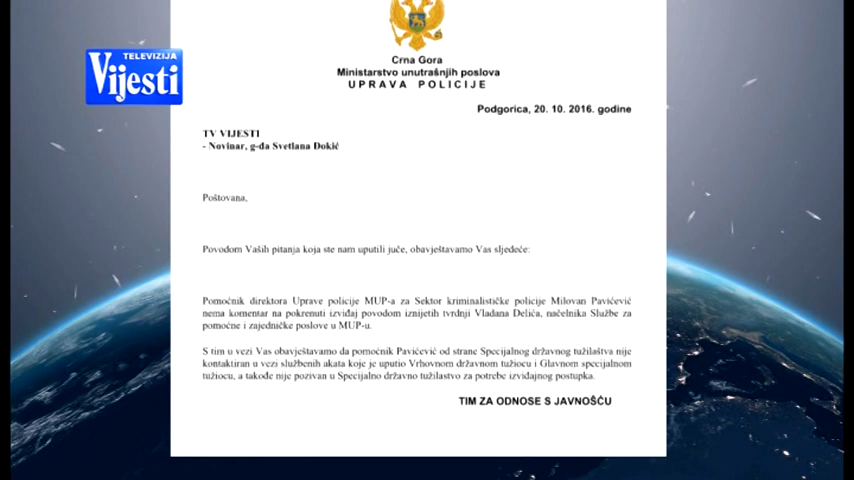 TELEVIZIJA
Vijesti
Crna Gora
Ministarstvo unutrašnjih poslova
UPRAVA POLICIJE
Podgorica, 20. 10. 2016. godine
TV VIJESTI
- Novinar, g-đa Svetlana Đokić
Poštovana,
Povodom Vaših pitanja koja ste nam uputili juče, obavještavamo Vas sljedeće:
Pomoćnik direktora Uprave policije MUP-a za Sektor kriminalističke policije Milovan Pavićević
nema komentar na pokrenuti izviđaj povodom iznijetih tvrdnji Vladana Delića, načelnika Službe za
pomoćne i zajedničke poslove u MUP-u.
S tim u vezi Vas obavještavamo da pomoćnik Pavićević od strane Specijalnog državnog tužilaštva nije
kontaktiran u vezi službenih akata koje je uputio Vrhovnom državnom tužiocu i Glavnom specijalnom
tužiocu, a takođe nije pozivan u Specijalno državno tužilastvo za potrebe izviđajnog postupka.
TIM ZA ODNOSE S JAVNOŠĆU